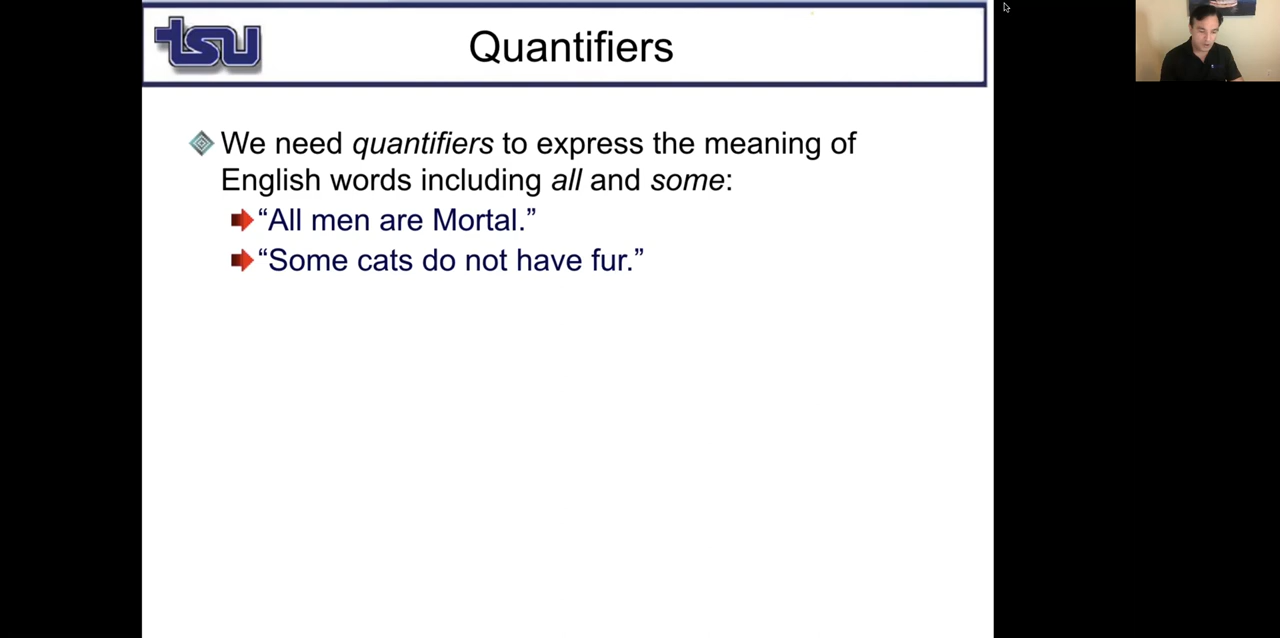 tsu
Quantifiers
We need quantifiers to express the meaning of
English words including all and some:
“All men are Mortal.”
“Some cats do not have fur.”